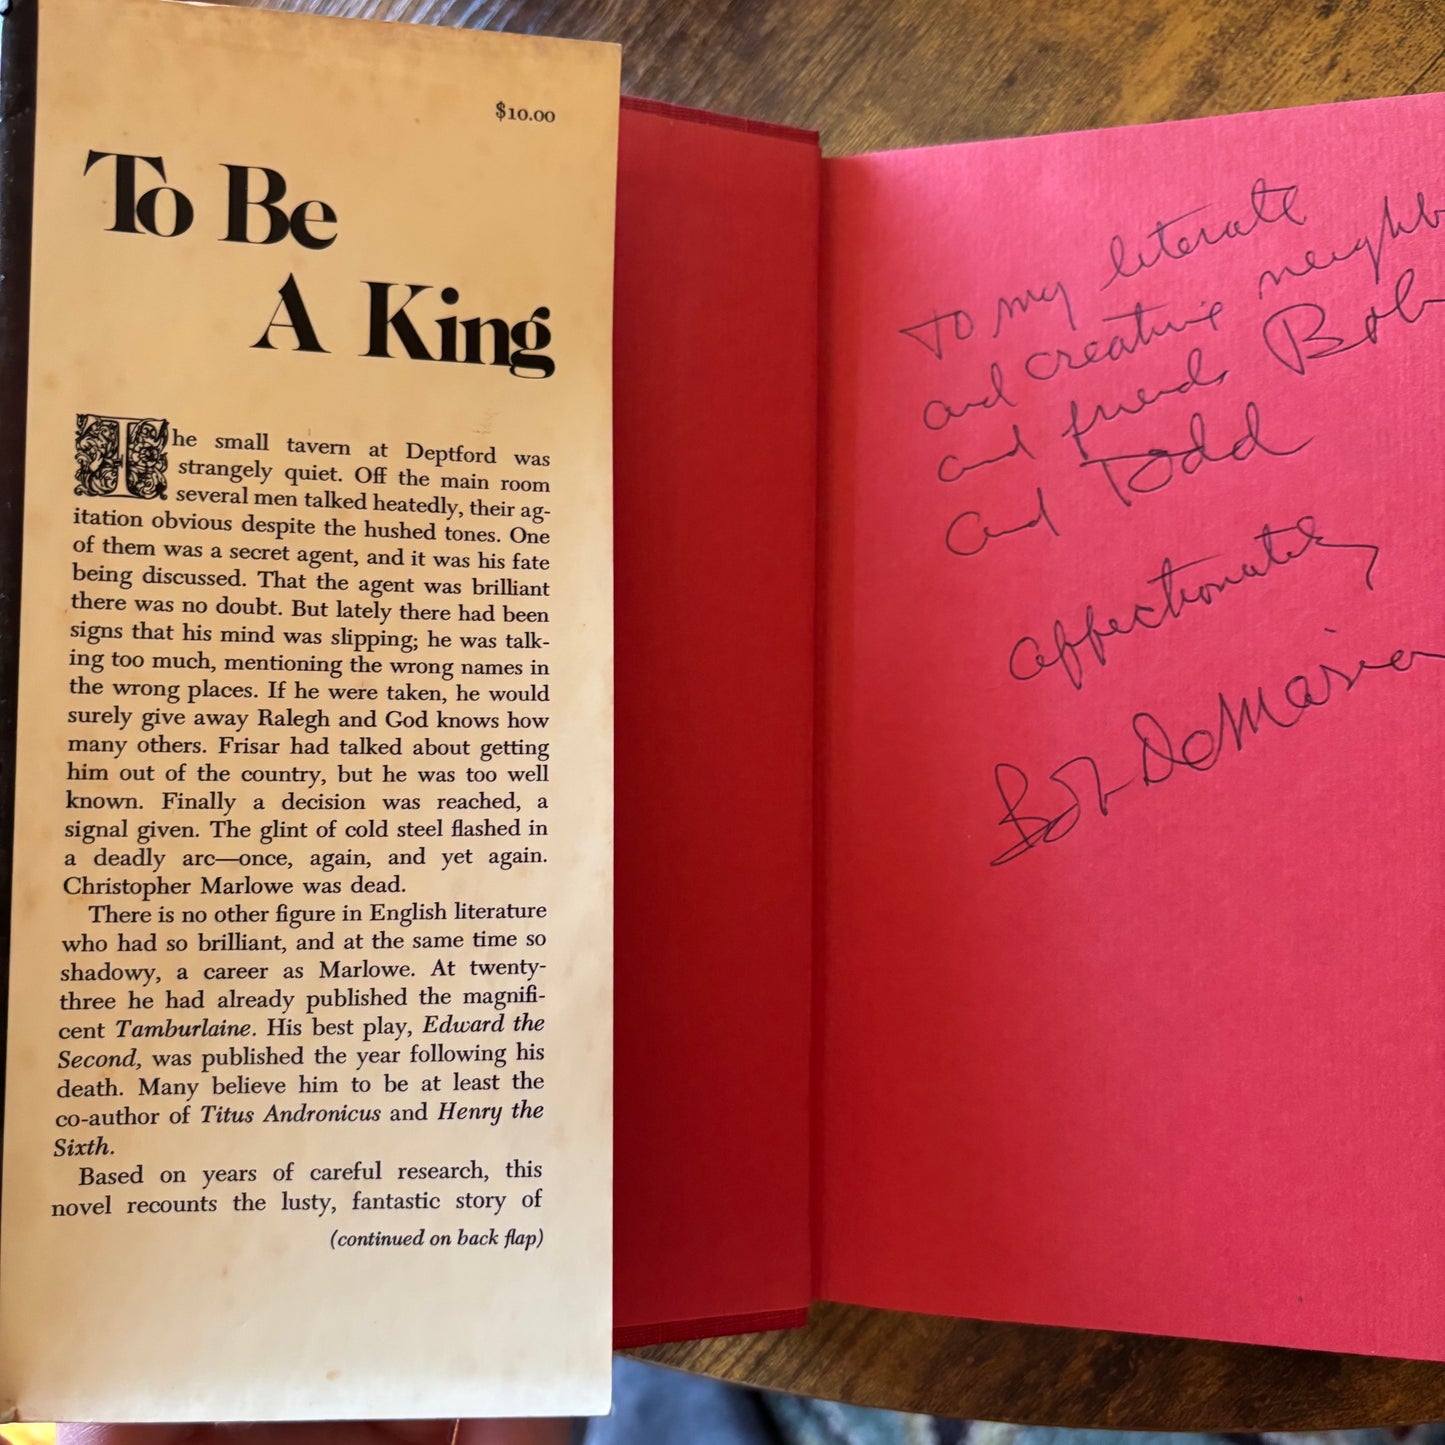 $10.00
To Be
A King
The small tavern at Deptford was
strangely quiet. Off the main room
several men talked heatedly, their ag-
itation obvious despite the hushed tones. One
of them was a secret agent, and it was his fate
being discussed. That the agent was brilliant
there was no doubt. But lately there had been
signs that his mind was slipping; he was talk-
ing too much, mentioning the wrong names in
the wrong places. If he were taken, he would
surely give away Ralegh and God knows how
many others. Frisar had talked about getting
him out of the country, but he was too well
known. Finally a decision was reached, a
signal given. The glint of cold steel flashed in
a deadly arc—once, again, and yet again.
Christopher Marlowe was dead.
There is no other figure in English literature
who had so brilliant, and at the same time so
shadowy, a career as Marlowe. At twenty-
three he had already published the magnifi-
cent Tamburlaine. His best play, Edward the
Second, was published the year following his
death. Many believe him to be at least the
co-author of Titus Andronicus and Henry the
Sixth.
Based on years of careful research, this
novel recounts the lusty, fantastic story of
(continued on back flap)
To my literate
and creative neighb
and friends Bob
and Todd
affectionately
Bob DeMaria